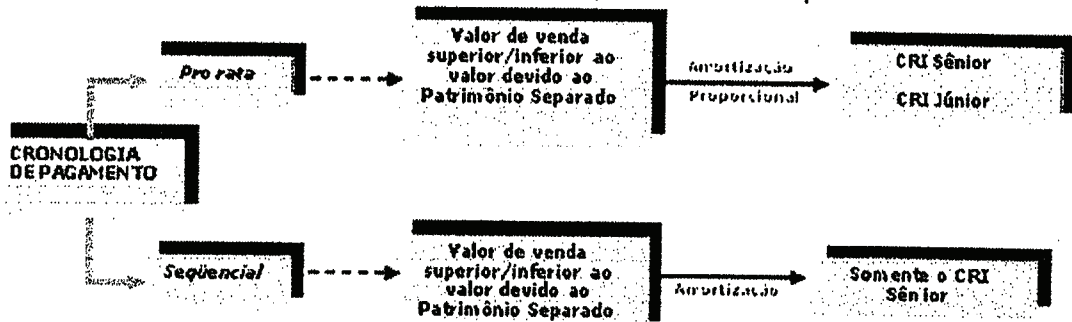 Pro rata
Valor de venda
superior/inferior ao
valor devido ao
Patrimônio Separado
Amortização
Proporcional
CRI Sênior
CRI Júnior
CRONOLOGIA
DE PAGAMENTO
Seqüencial
Valor de venda
superior/inferior ao
valor devido ao
Patrimônio Separado
Amortização
Somente o CRI
Sênior